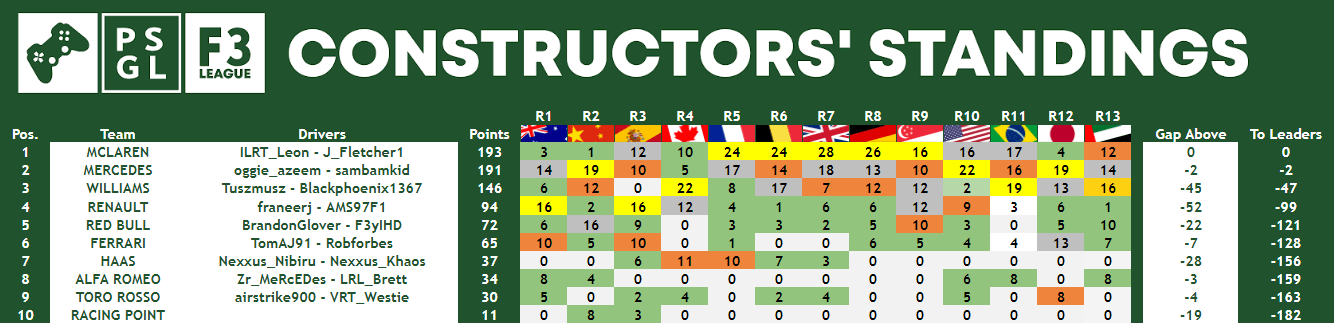 PS GL F3 LEAGUE CONSTRUCTORS' STANDINGS
R1 R2 R3 R4 R5 R6 R7 R8 R9 R10 R11 R12 R13
Pos. Team Drivers Points Gap Above To Leaders
1 MCLAREN ILRT_Leon - J_Fletcher1 193 3 1 12 10 24 24 28 26 16 16 17 4 12 0 0
2 MERCEDES oggie_azeem - sambamkid 191 14 19 10 5 17 14 18 13 10 22 16 19 14 -2 -2
3 WILLIAMS Tuszmusz - Blackphoenix1367 146 6 12 0 22 8 17 7 12 12 2 19 13 16 -45 -47
4 RENAULT franeerj - AMS97F1 94 16 2 16 12 4 1 6 6 12 9 3 6 1 -52 -99
5 RED BULL BrandonGlover - F3ylHD 72 6 16 9 0 3 3 2 5 10 3 0 5 10 -22 -121
6 FERRARI TomAJ91 - Robforbes 65 10 5 10 0 1 0 0 6 5 4 4 13 7 -7 -128
7 HAAS Nexxus_Nibiru - Nexxus_Khaos 37 0 0 6 11 10 7 3 0 0 0 0 0 0 -28 -156
8 ALFA ROMEO Zr_MeRcEDes - LRL_Brett 34 8 4 0 0 0 0 0 0 0 6 8 0 8 -3 -159
9 TORO ROSSO airstrike900 - VRT_Westie 30 5 0 2 4 0 2 4 0 0 5 0 8 0 -4 -163
10 RACING POINT 11 0 8 3 0 0 0 0 0 0 0 0 0 0 -19 -182